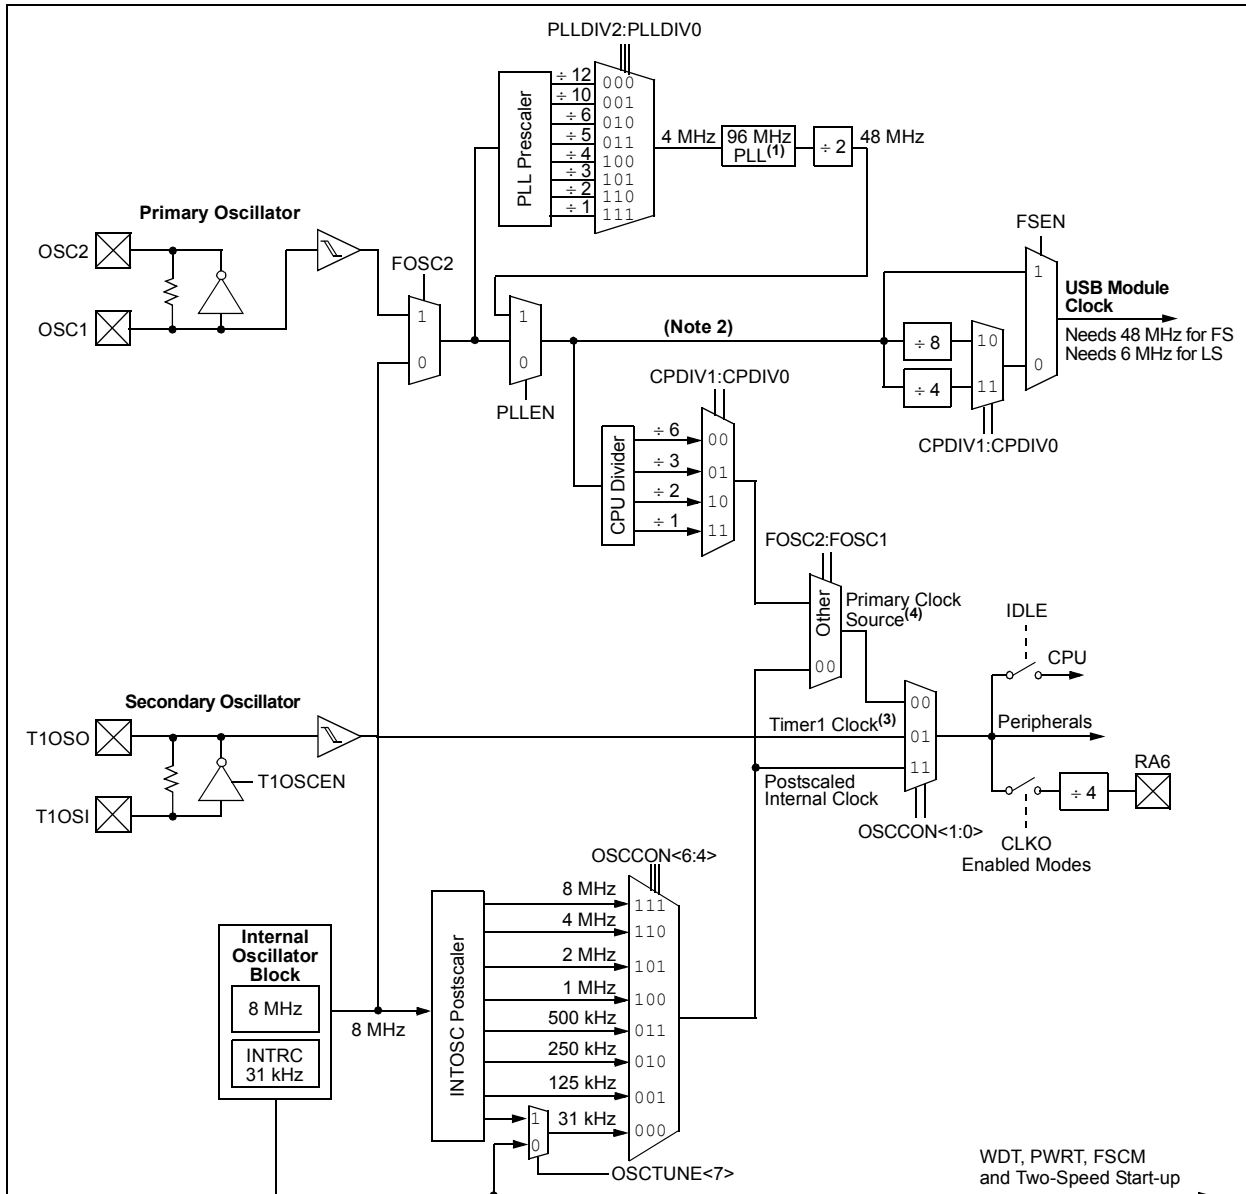 PLLDIV2:PLLDIV0
PLL Prescaler
÷ 12
÷ 10
÷ 6
÷ 5
÷ 4
÷ 3
÷ 2
÷ 1
000
001
010
011
100
101
110
111
4 MHz
96 MHz
PLL(1)
÷ 2
48 MHz
Primary Oscillator
OSC2
OSC1
FOSC2
1
0
1
0
PLLEN
(Note 2)
FSEN
1
0
USB Module
Clock
Needs 48 MHz for FS
Needs 6 MHz for LS
÷ 8
÷ 4
10
11
CPDIV1:CPDIV0
CPDIV1:CPDIV0
CPU Divider
÷ 6
÷ 3
÷ 2
÷ 1
00
01
10
11
FOSC2:FOSC1
Other
00
Primary Clock
Source(4)
IDLE
CPU
Secondary Oscillator
T1OSO
T1OSI
T1OSCEN
Timer1 Clock(3)
00
01
11
Peripherals
RA6
÷ 4
Postscaled
Internal Clock
OSCCON<1:0>
CLKO
Enabled Modes
OSCCON<6:4>
Internal
Oscillator
Block
8 MHz
INTRC
31 kHz
8 MHz
INTOSC Postscaler
8 MHz
4 MHz
2 MHz
1 MHz
500 kHz
250 kHz
125 kHz
31 kHz
111
110
101
100
011
010
001
000
1
0
OSCTUNE<7>
WDT, PWRT, FSCM
and Two-Speed Start-up